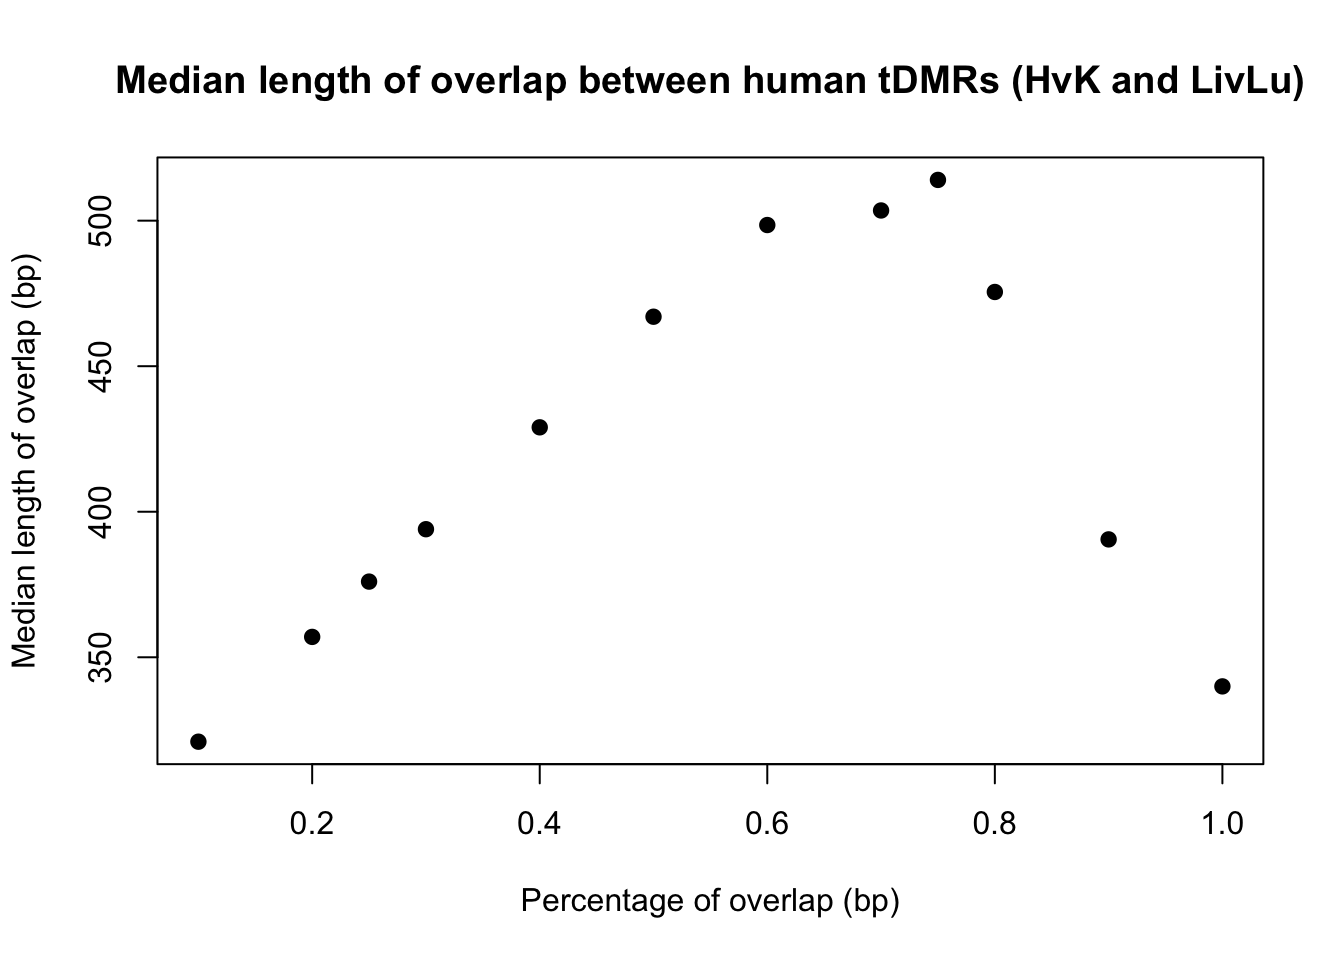 Median length of overlap between human tDMRs (HvK and LivLu)
Median length of overlap (bp)
500
450
400
350
0.2 0.4 0.6 0.8 1.0
Percentage of overlap (bp)